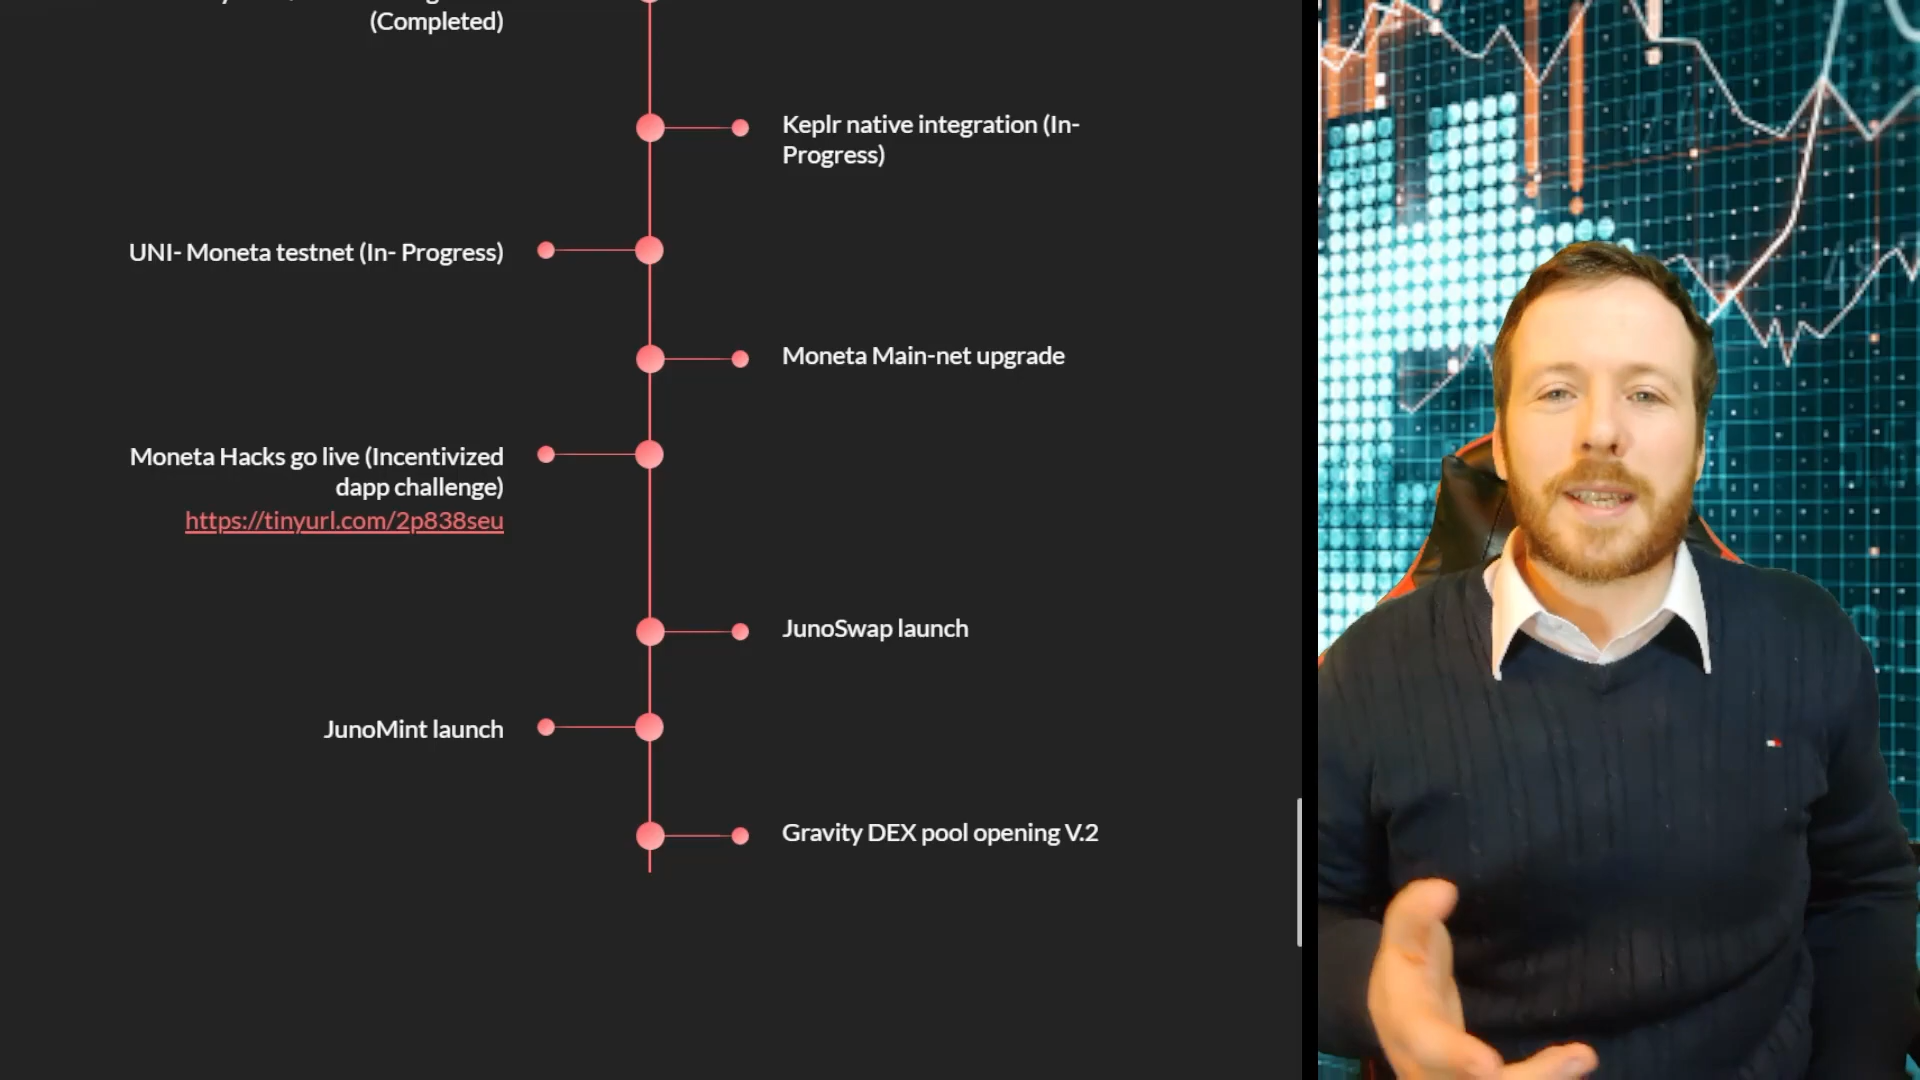 (Completed)
Keplr native integration (In-
Progress)
UNI- Moneta testnet (In- Progress)
Moneta Main-net upgrade
Moneta Hacks go live (Incentivized
dapp challenge)
https://tinyurl.com/2p838seu
JunoSwap launch
JunoMint launch
Gravity DEX pool opening V.2